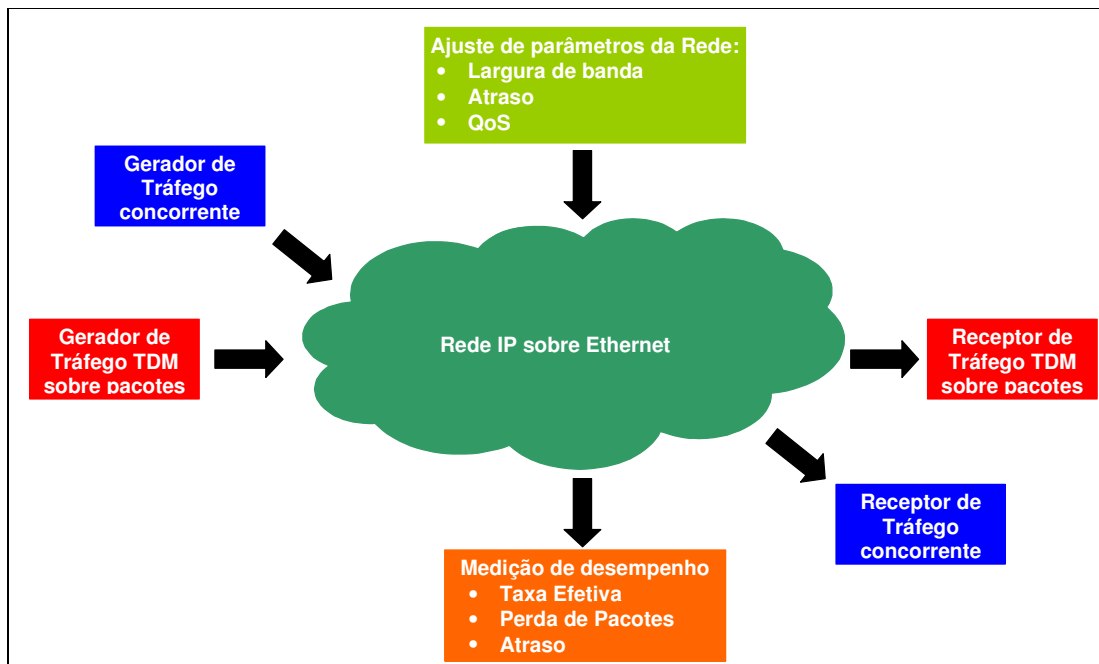 Ajuste de parâmetros da Rede:
• Largura de banda
• Atraso
• QoS
Gerador de
Tráfego
concorrente
Gerador de
Tráfego TDM
sobre pacotes
Rede IP sobre Ethernet
Receptor de
Tráfego TDM
sobre pacotes
Receptor de
Tráfego
concorrente
Medição de desempenho
• Taxa Efetiva
• Perda de Pacotes
• Atraso